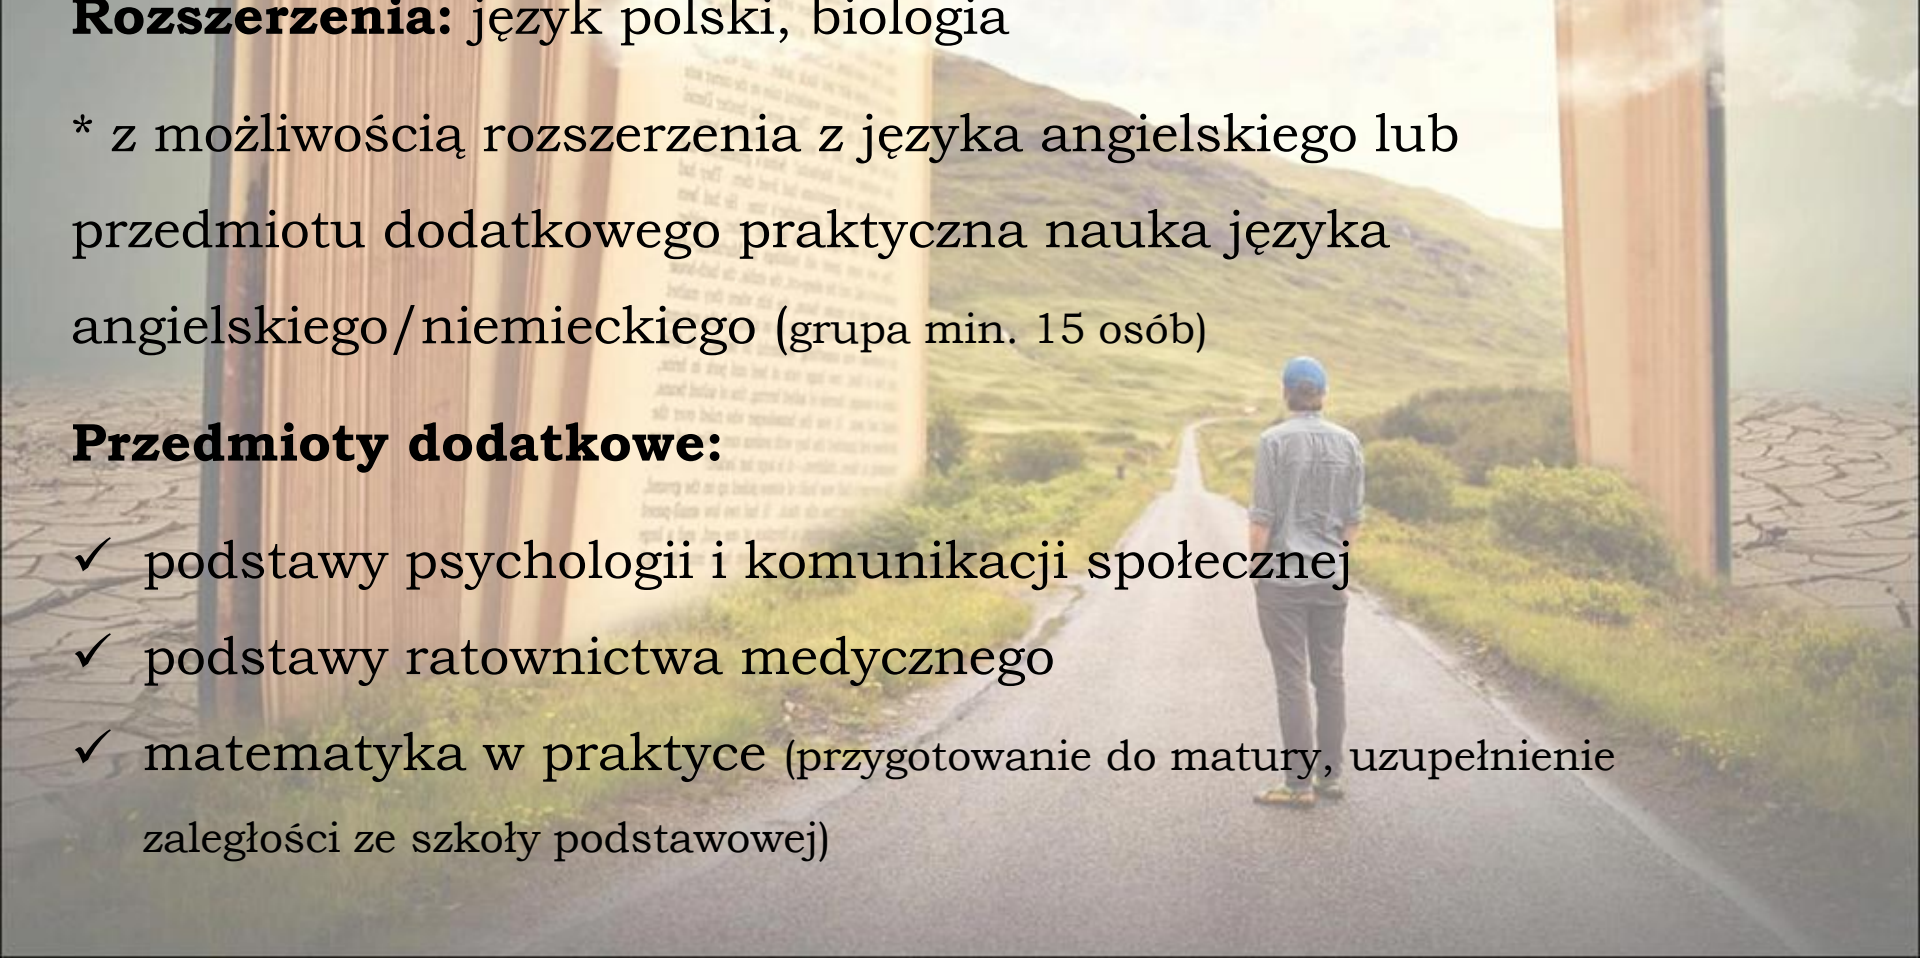 Rozszerzenia: język polski, biologia
* z możliwością rozszerzenia z języka angielskiego lub
przedmiotu dodatkowego praktyczna nauka języka
angielskiego/niemieckiego (grupa min. 15 osób)
Przedmioty dodatkowe:
✓ podstawy psychologii i komunikacji społecznej
✓ podstawy ratownictwa medycznego
✓ matematyka w praktyce (przygotowanie do matury, uzupełnienie
zaległości ze szkoły podstawowej)